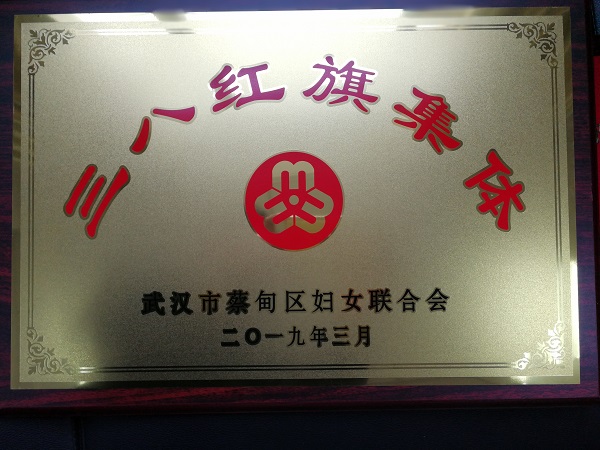 三八红旗集体
武汉市蔡甸区妇女联合会
二〇一九年三月